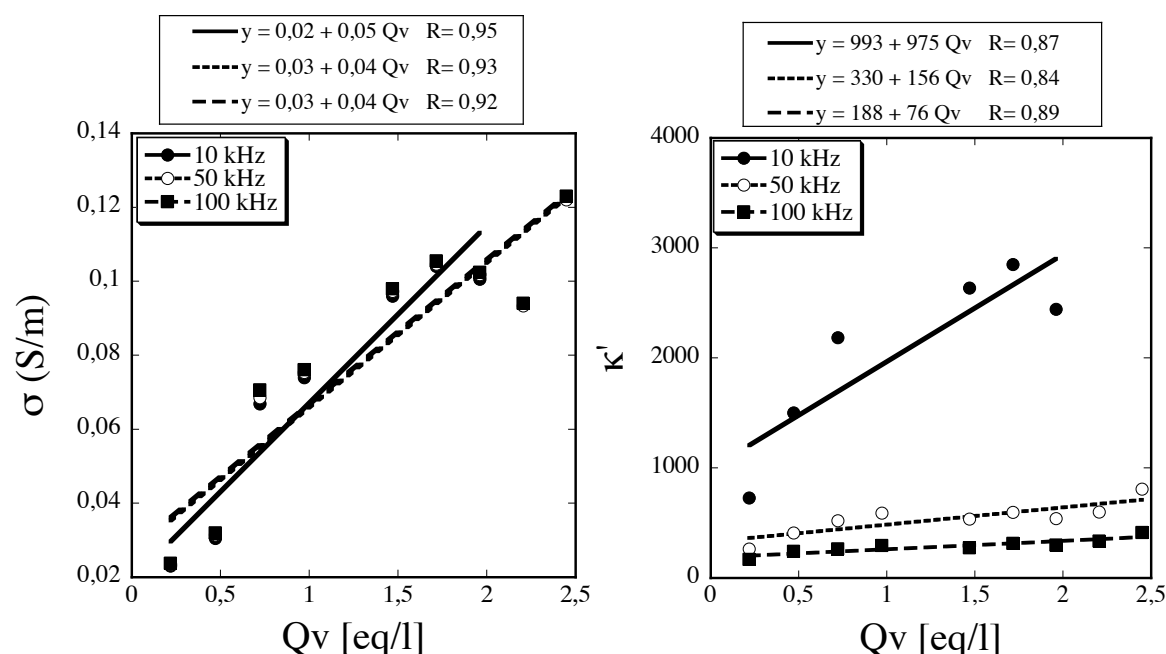 y = 0,02 + 0,05 Qv R= 0,95
y = 0,03 + 0,04 Qv R= 0,93
y = 0,03 + 0,04 Qv R= 0,92
0,14
0,12
0,1
0,08
0,06
0,04
0,02
σ (S/m)
10 kHz
50 kHz
100 kHz
0
0,5
1
1,5
2
2,5
Qv [eq/l]
y = 993 + 975 Qv R= 0,87
y = 330 + 156 Qv R= 0,84
y = 188 + 76 Qv R= 0,89
4000
3000
2000
1000
0
κ'
10 kHz
50 kHz
100 kHz
0
0,5
1
1,5
2
2,5
Qv [eq/l]